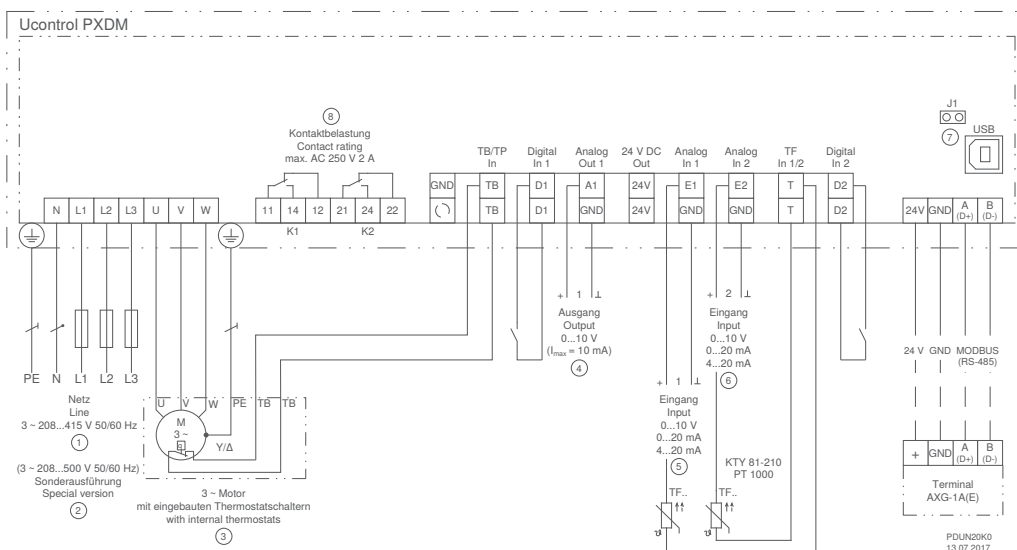 Ucontrol PXDM
8
Kontaktbelastung
Contact rating
max. AC 250 V 2 A
J1
7
USB
TB/TP In
Digital In 1
Analog Out 1
24 V DC Out
Analog In 1
Analog In 2
TF In 1/2
Digital In 2
GND TB D1 A1 24V E1 E2 T D2
N L1 L2 L3 U V W
11 14 12 21 24 22
TB D1 GND 24V GND GND T D2
24V GND A (D+) B (D-)
K1 K2
+ 1 ⊥
Ausgang
Output
0...10 V
(Imax = 10 mA)
4
+ 2 ⊥
Eingang
Input
0...10 V
0...20 mA
4...20 mA
6
24 V GND MODBUS
(RS-485)
PE N L1 L2 L3
Netz
Line
3 ~ 208...415 V 50/60 Hz
1
(3 ~ 208...500 V 50/60 Hz)
Sonderausführung
Special version
2
U V W PE TB TB
M
3 ~
Y/Δ
3 ~ Motor
mit eingebauten Thermostatschaltern
with internal thermostats
3
+ 1 ⊥
Eingang
Input
0...10 V
0...20 mA
4...20 mA
5
KTY 81-210
PT 1000
TF.. TF..
ϑ ϑ
+ GND A (D+) B (D-)
Terminal
AXG-1A(E)
PDUN20K0
13.07.2017